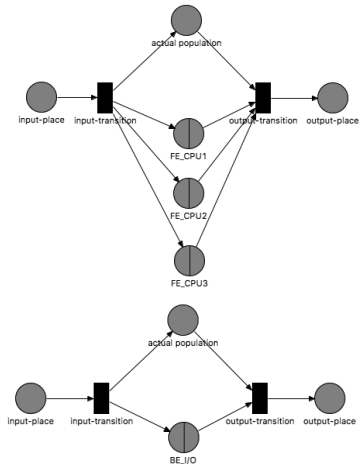 actual population
input-place
input-transition
output-transition
output-place
FE_CPU1
FE_CPU2
FE_CPU3
actual population
input-place
input-transition
output-transition
output-place
BE_I/O